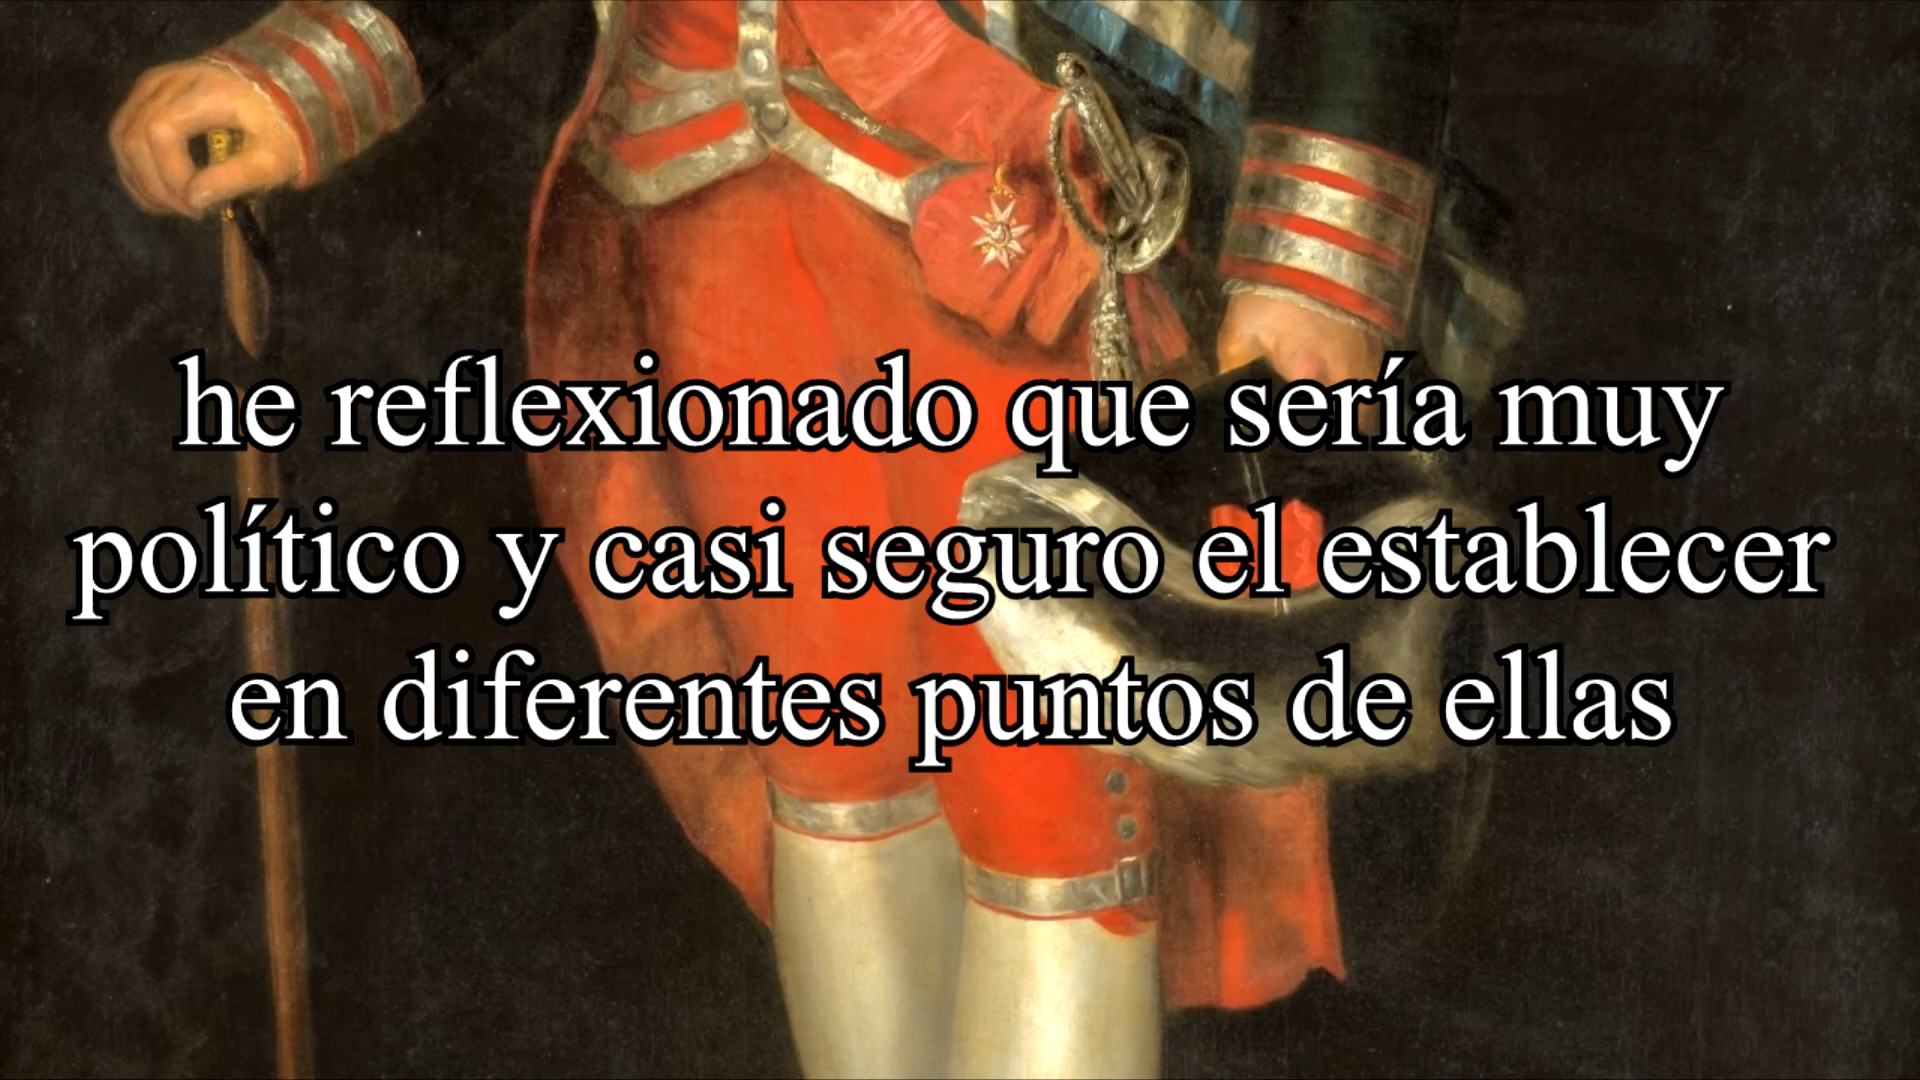 he reflexionado que sería muy
político y casi seguro el establecer
en diferentes puntos de ellas